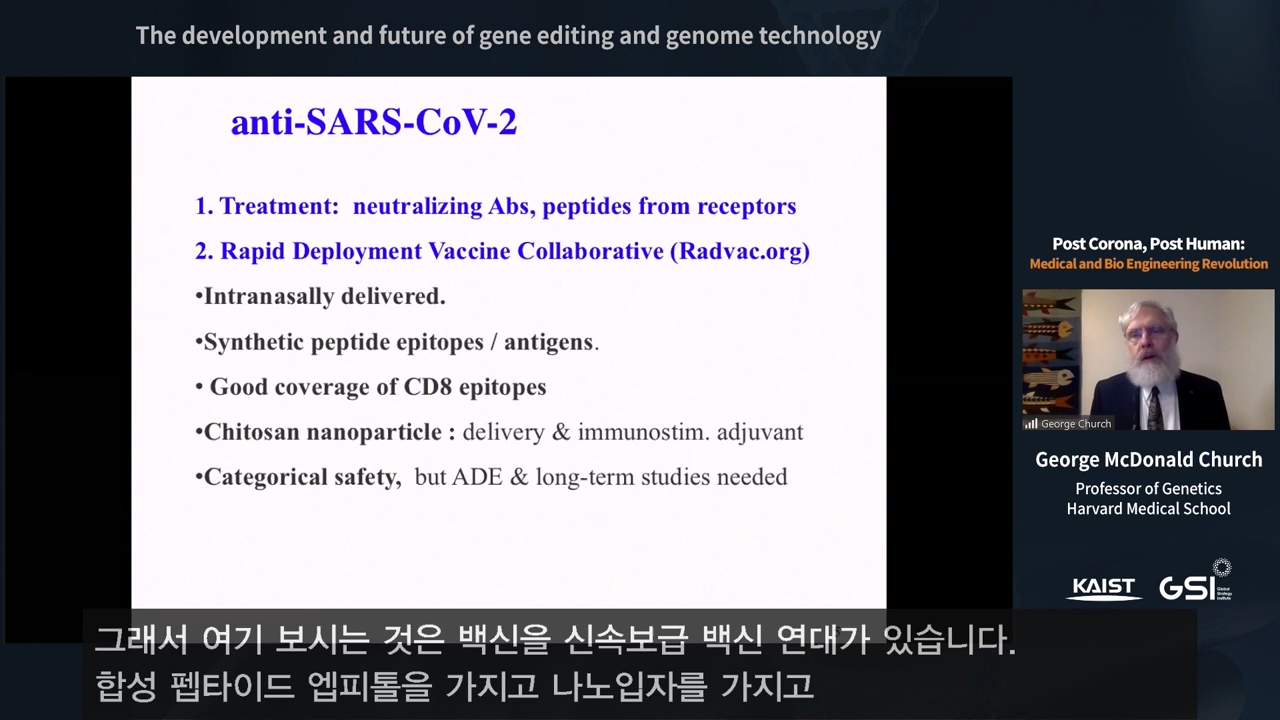 The development and future of gene editing and genome technology
anti-SARS-CoV-2
1. Treatment: neutralizing Abs, peptides from receptors
2. Rapid Deployment Vaccine Collaborative (Radvac.org)
•Intranasally delivered.
•Synthetic peptide epitopes / antigens.
• Good coverage of CD8 epitopes
•Chitosan nanoparticle : delivery & immunostim. adjuvant
•Categorical safety, but ADE & long-term studies needed
Post Corona, Post Human:
Medical and Bio Engineering Revolution
George Church
George McDonald Church
Professor of Genetics
Harvard Medical School
KAIST
GSI
Global
Strategy
Institute
그래서 여기 보시는 것은 백신을 신속보급 백신 연대가 있습니다.
합성 펩타이드 엡피톨을 가지고 나노입자를 가지고